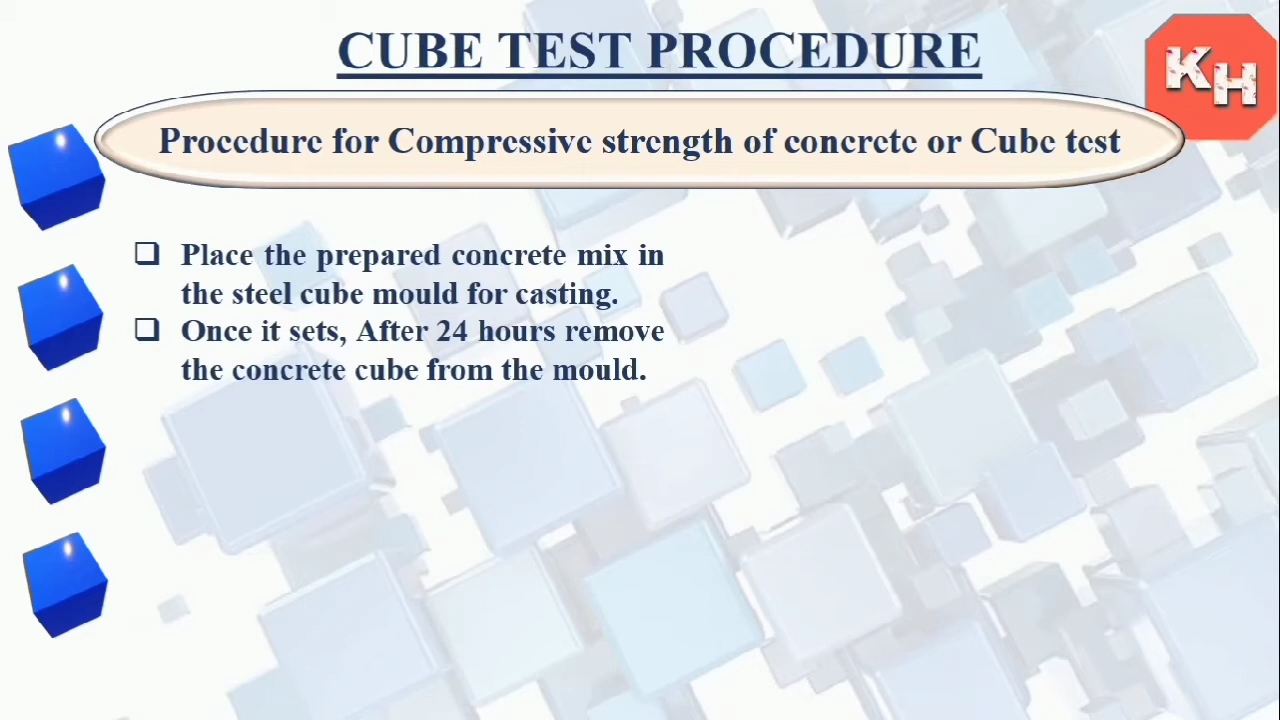 CUBE TEST PROCEDURE
KH
Procedure for Compressive strength of concrete or Cube test
❑ Place the prepared concrete mix in
the steel cube mould for casting.
❑ Once it sets, After 24 hours remove
the concrete cube from the mould.